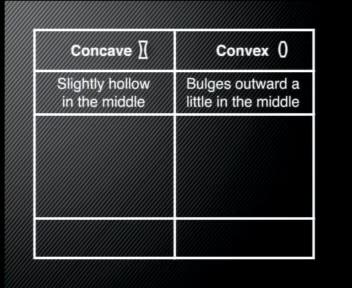 Concave
Convex
Slightly hollow
in the middle
Bulges outward a
little in the middle